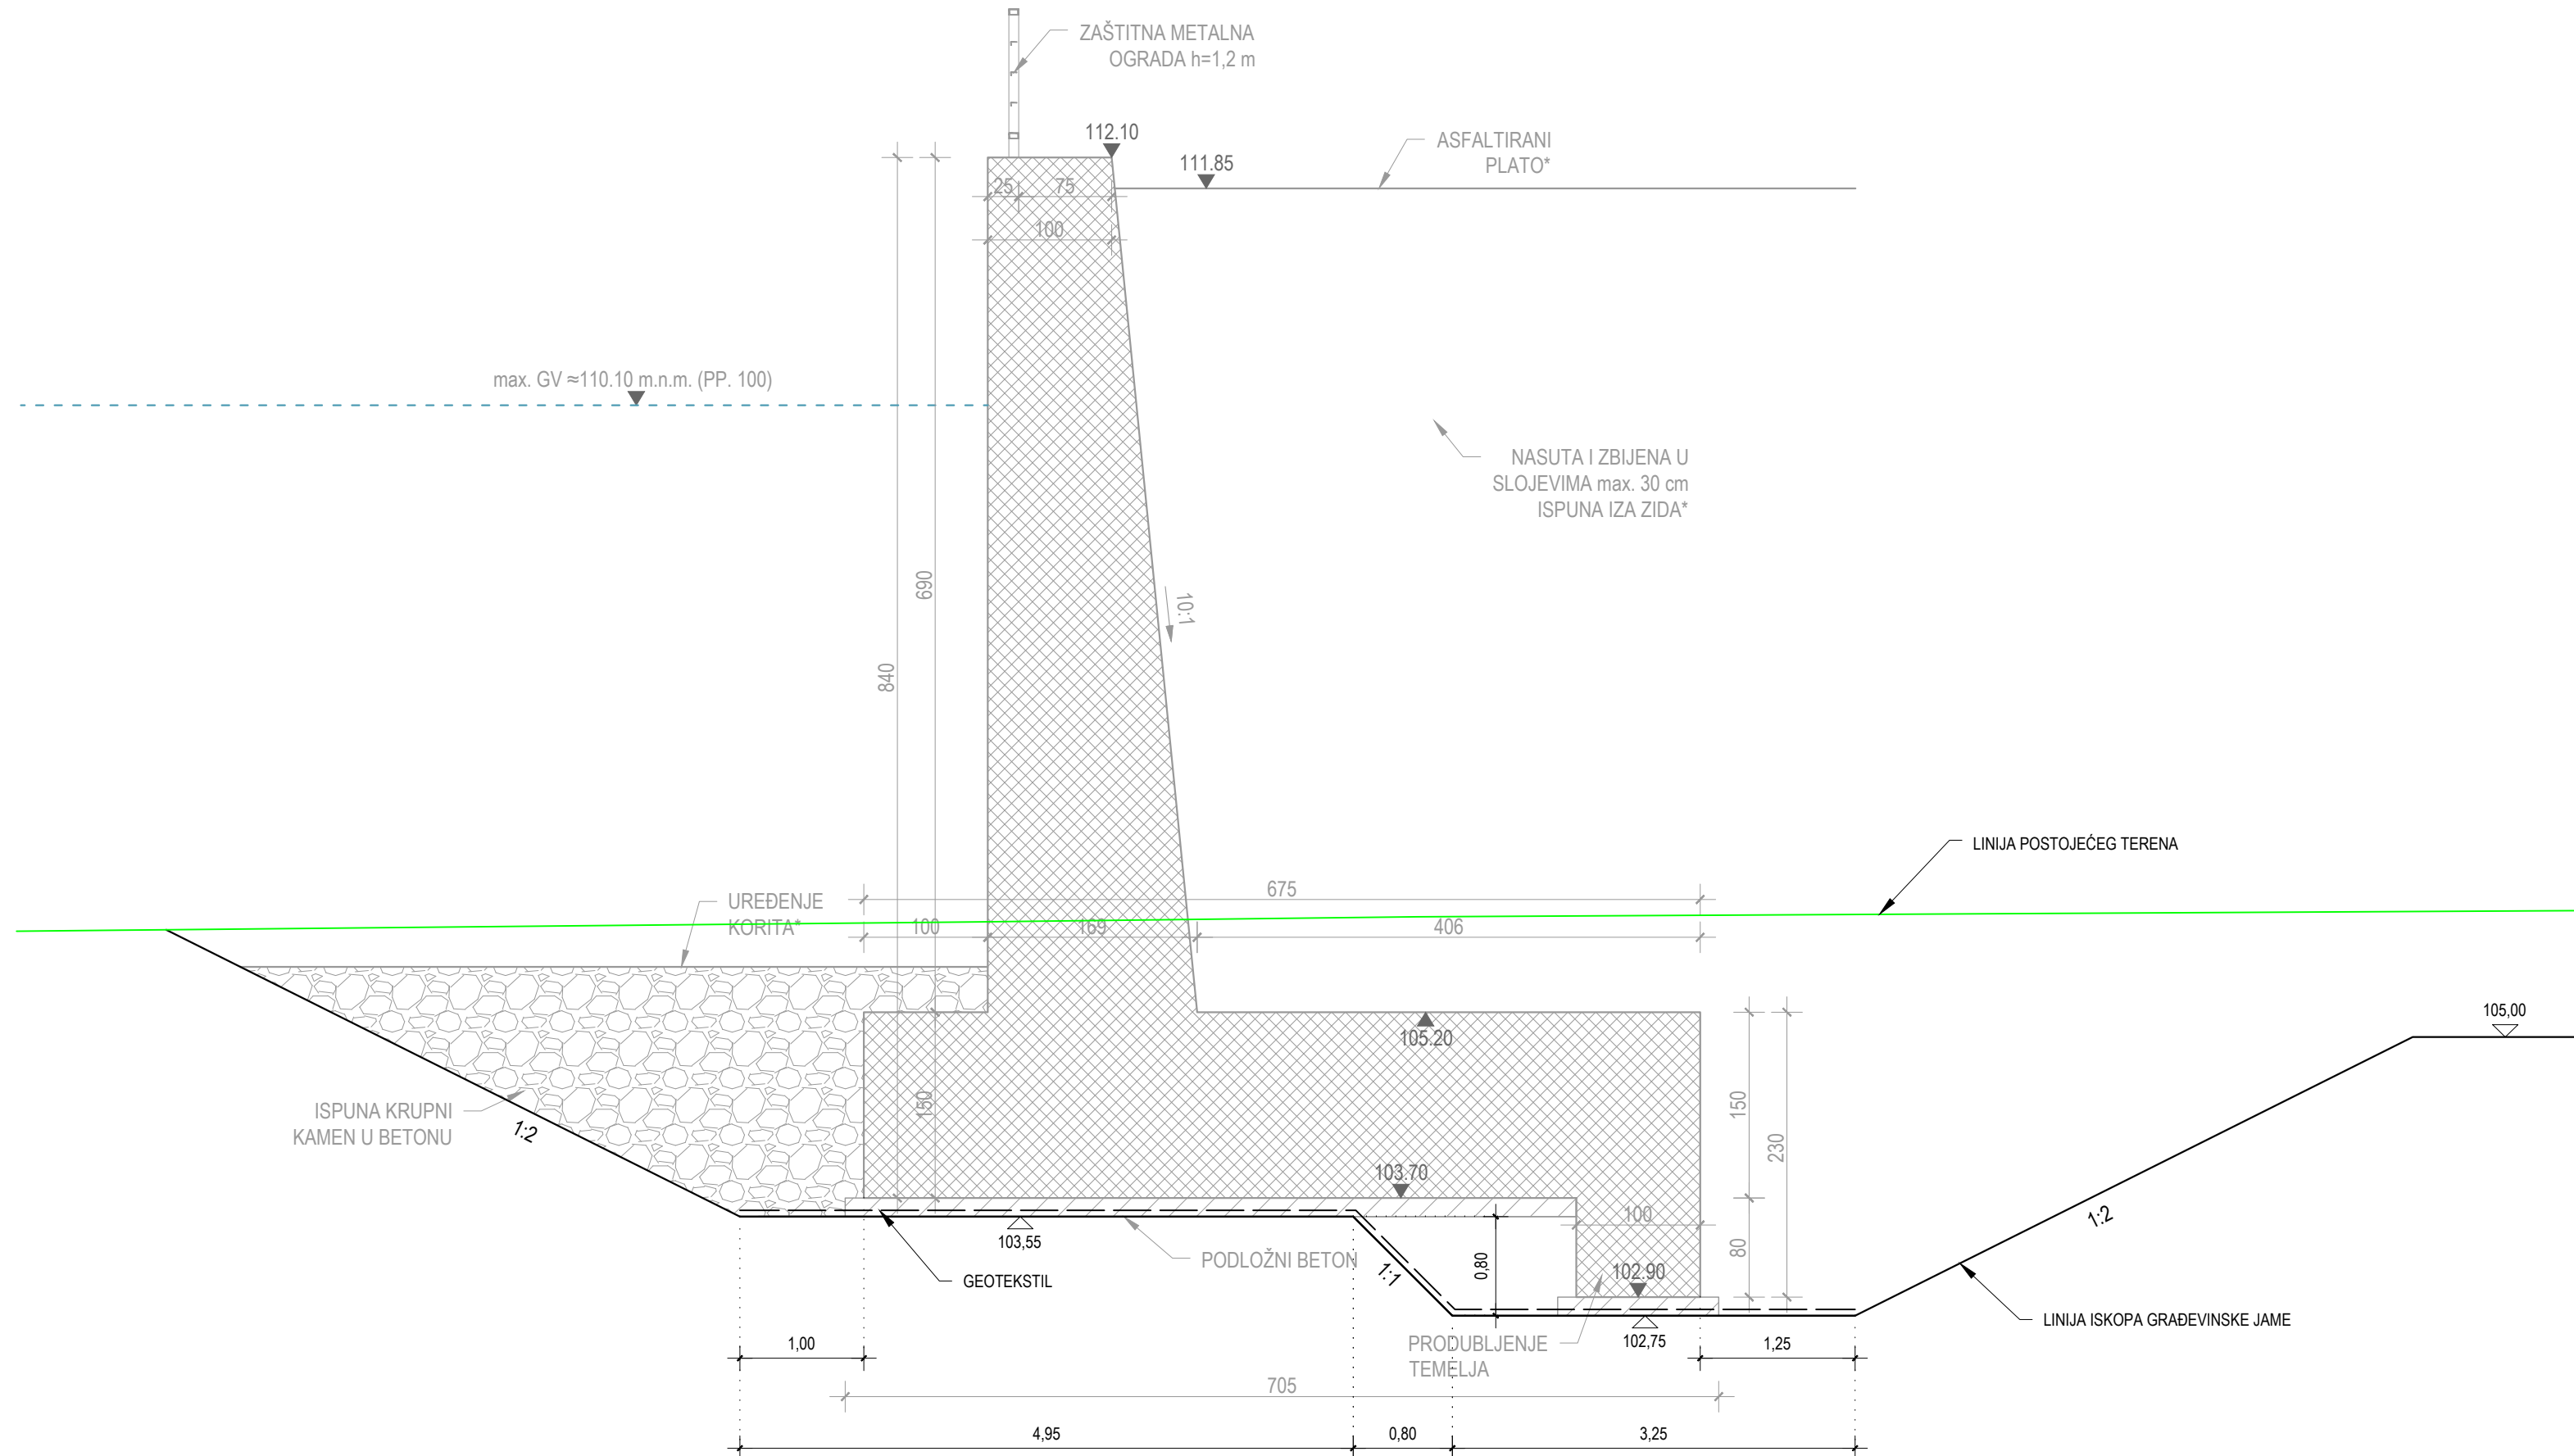 ZAŠTITNA METALNA
OGRADA h=1,2 m
112.10
111.85
ASFALTIRANI
PLATO*
25
75
100
max. GV ≈110.10 m.n.m. (PP. 100)
NASUTA I ZBIJENA U
SLOJEVIMA max. 30 cm
ISPUNA IZA ZIDA*
690
10:1
840
LINIJA POSTOJEĆEG TERENA
675
UREĐENJE
KORITA*
100
169
406
105,00
105.20
ISPUNA KRUPNI
KAMEN U BETONU
1:2
150
150
230
103.70
100
1:2
103,55
PODLOŽNI BETON
GEOTEKSTIL
1:1
0,80
80
102.90
LINIJA ISKOPA GRAĐEVINSKE JAME
1,00
PRODUBLJENJE
TEMELJA
102,75
1,25
705
4,95
0,80
3,25